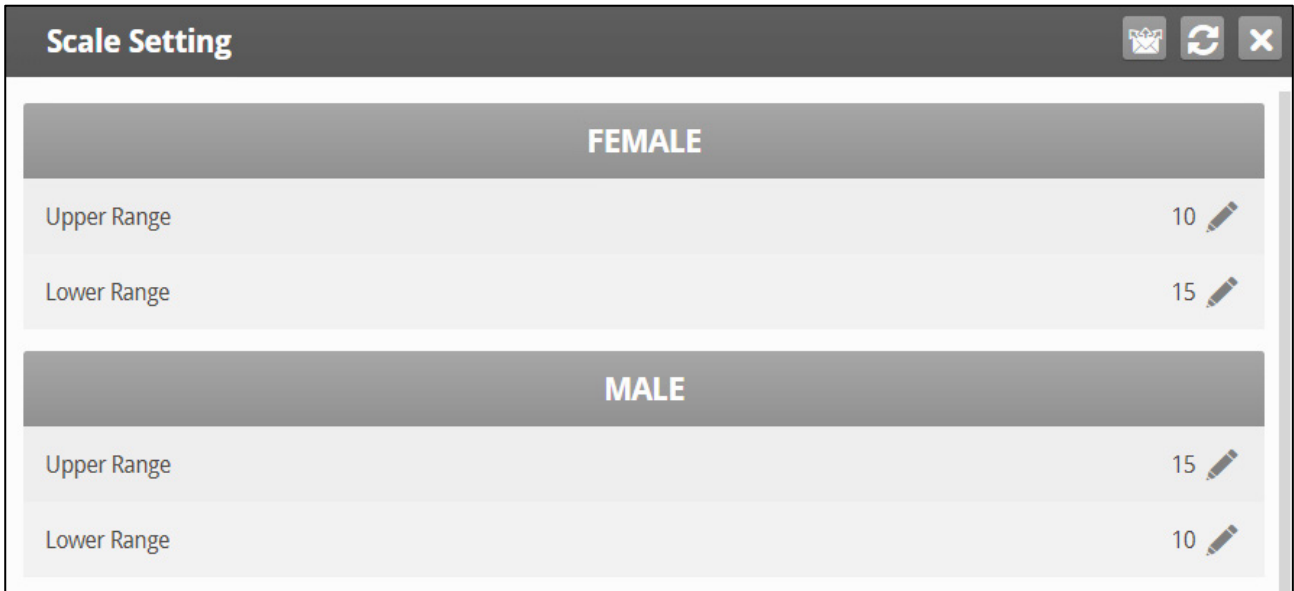 Scale Setting
FEMALE
Upper Range 10
Lower Range 15
MALE
Upper Range 15
Lower Range 10